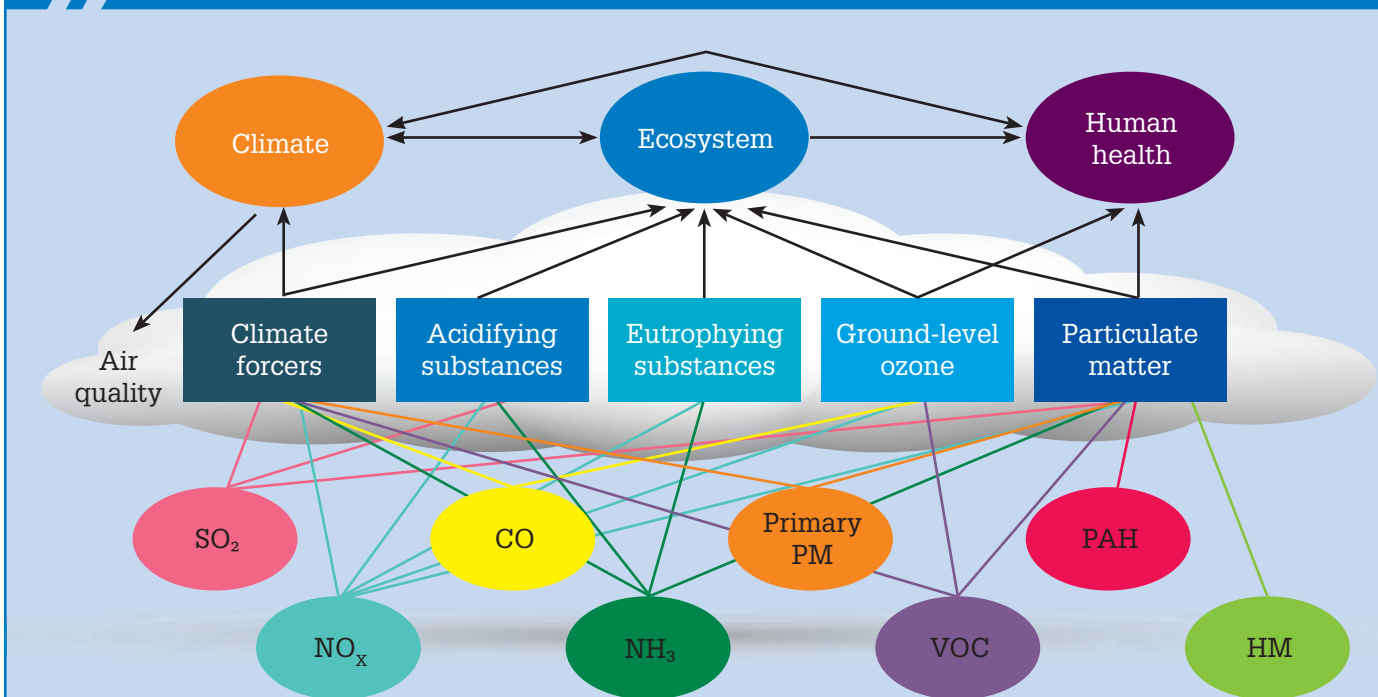 Climate
Ecosystem
Human
health
Air
quality
Climate
forcers
Acidifying
substances
Eutrophying
substances
Ground-level
ozone
Particulate
matter
SO₂
CO
Primary
PM
PAH
NOₓ
NH₃
VOC
HM